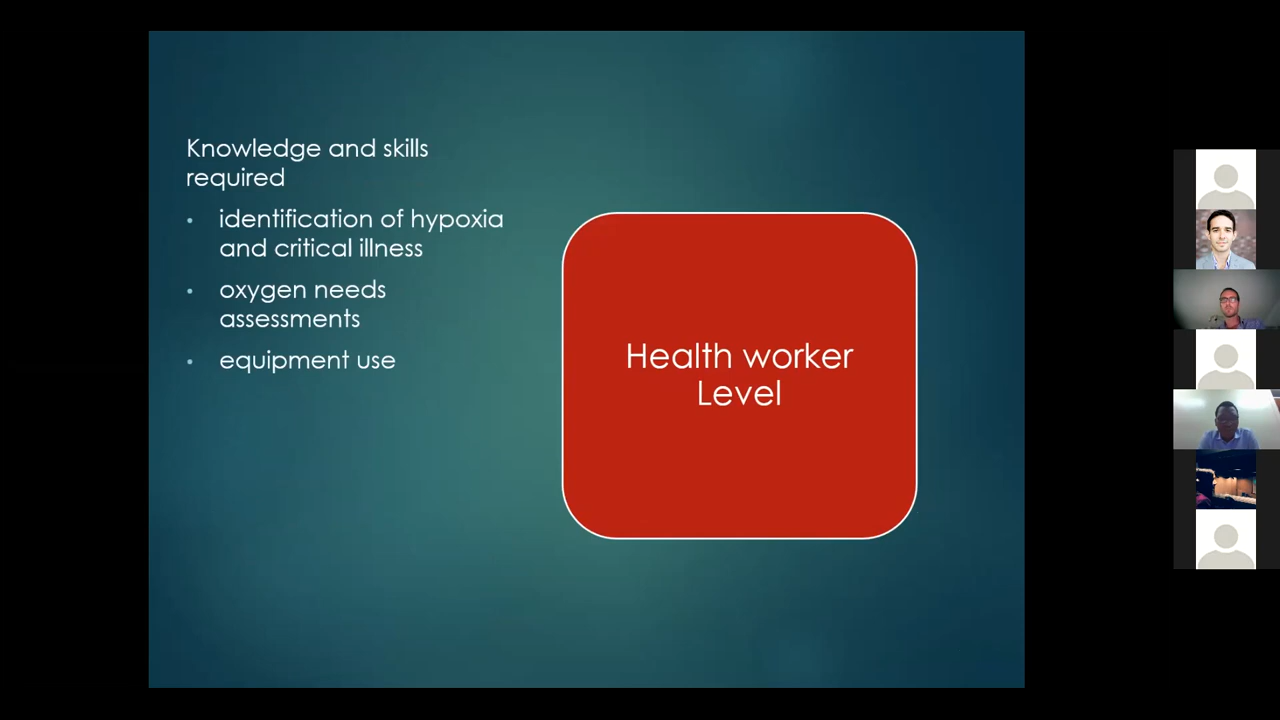 Knowledge and skills
required
• identification of hypoxia
and critical illness
• oxygen needs
assessments
• equipment use
Health worker
Level